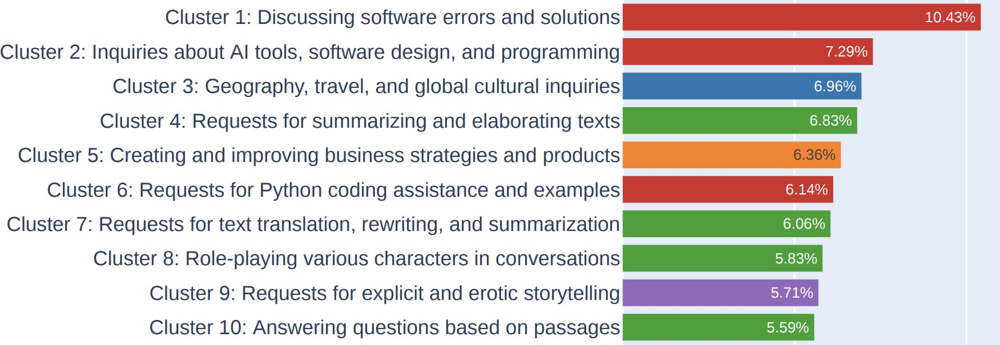 Cluster 1: Discussing software errors and solutions 10.43%
Cluster 2: Inquiries about AI tools, software design, and programming 7.29%
Cluster 3: Geography, travel, and global cultural inquiries 6.96%
Cluster 4: Requests for summarizing and elaborating texts 6.83%
Cluster 5: Creating and improving business strategies and products 6.36%
Cluster 6: Requests for Python coding assistance and examples 6.14%
Cluster 7: Requests for text translation, rewriting, and summarization 6.06%
Cluster 8: Role-playing various characters in conversations 5.83%
Cluster 9: Requests for explicit and erotic storytelling 5.71%
Cluster 10: Answering questions based on passages 5.59%